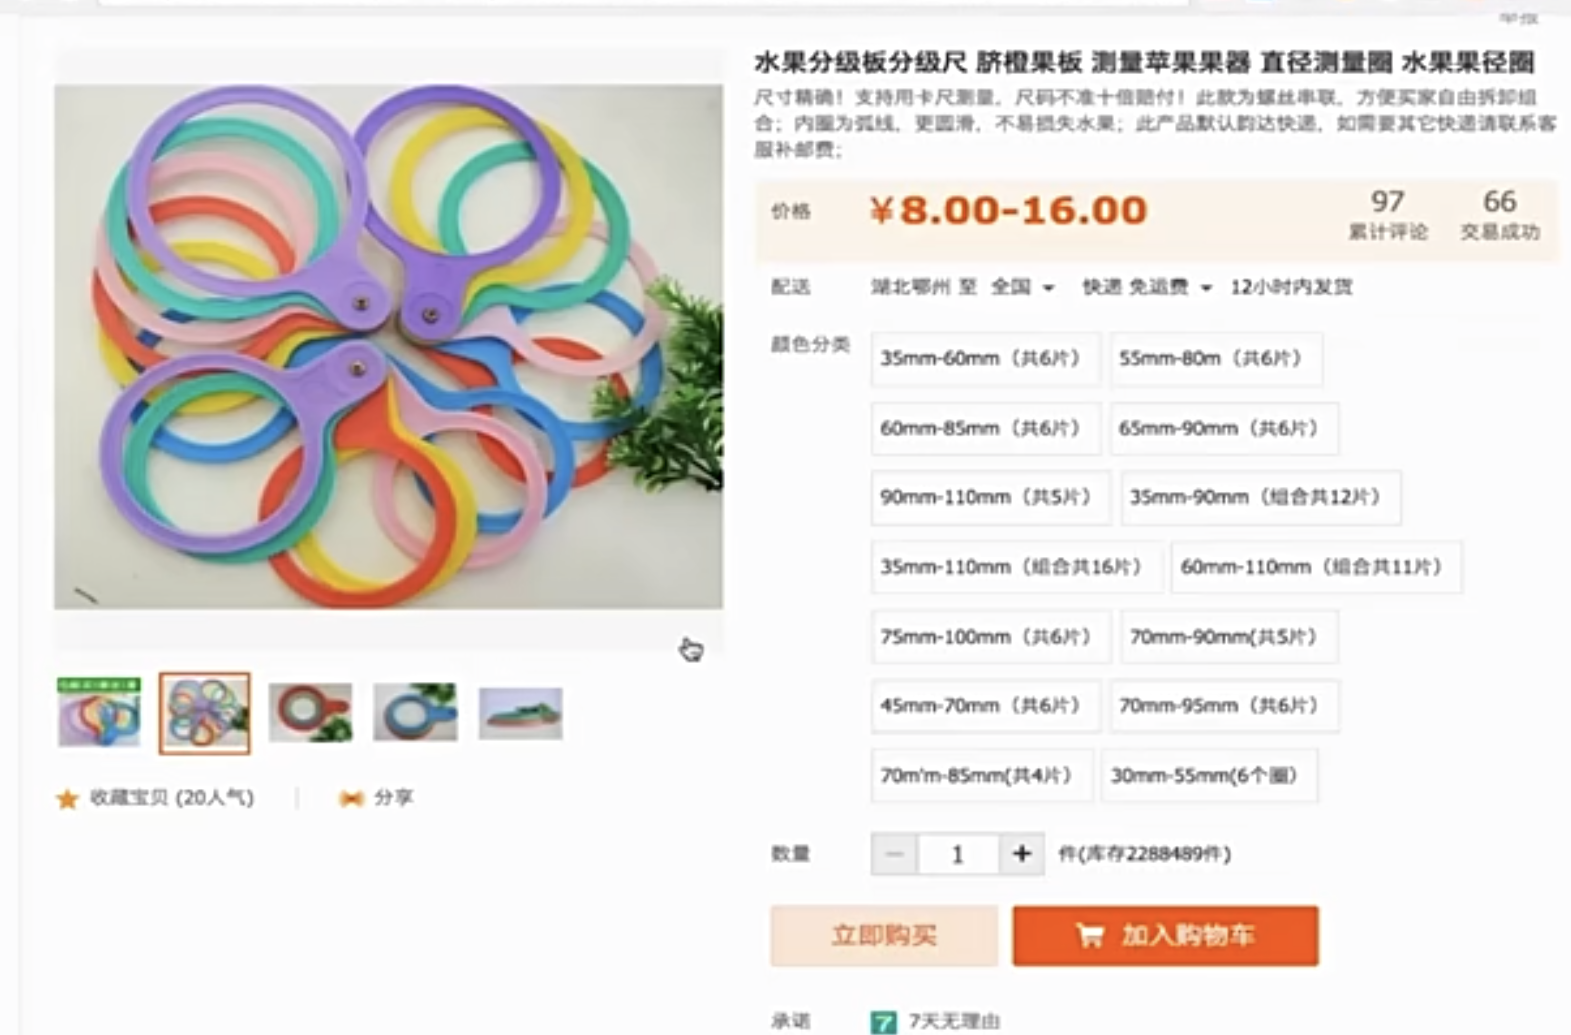 水果分级板分级尺 脐橙果板 测量苹果果器 直径测量圈 水果果径圈
尺寸精确！支持用卡尺测量，尺码不准十倍赔付！此款为螺丝串联，方便买家自由拆卸组
合；内圈为弧线，更圆滑，不易损失水果；此产品默认韵达快递，如需要其它快递请联系客
服补邮费；
价格 ¥8.00-16.00 97 66
累计评论 交易成功
配送 湖北鄂州 至 全国 快递 免运费 12小时内发货
颜色分类 35mm-60mm（共6片） 55mm-80m（共6片）
60mm-85mm（共6片） 65mm-90mm（共6片）
90mm-110mm（共5片） 35mm-90mm（组合共12片）
35mm-110mm（组合共16片） 60mm-110mm（组合共11片）
75mm-100mm（共6片） 70mm-90mm(共5片）
45mm-70mm（共6片） 70mm-95mm（共6片）
70m'm-85mm(共4片） 30mm-55mm(6个圈）
收藏宝贝 (20人气) 分享
数量 1 + 件(库存2288489件)
立即购买 加入购物车
承诺 7 7天无理由